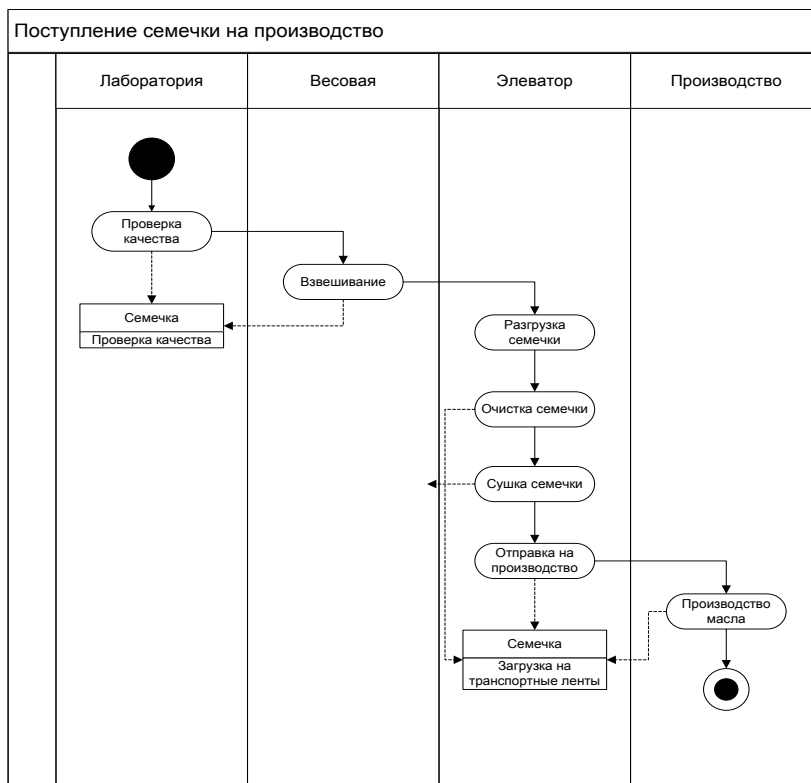 Поступление семечки на производство
Лаборатория
Весовая
Элеватор
Производство
Проверка
качества
Взвешивание
Семечка
Проверка качества
Разгрузка
семечки
Очистка семечки
Сушка семечки
Отправка на
производство
Производство
масла
Семечка
Загрузка на
транспортные ленты